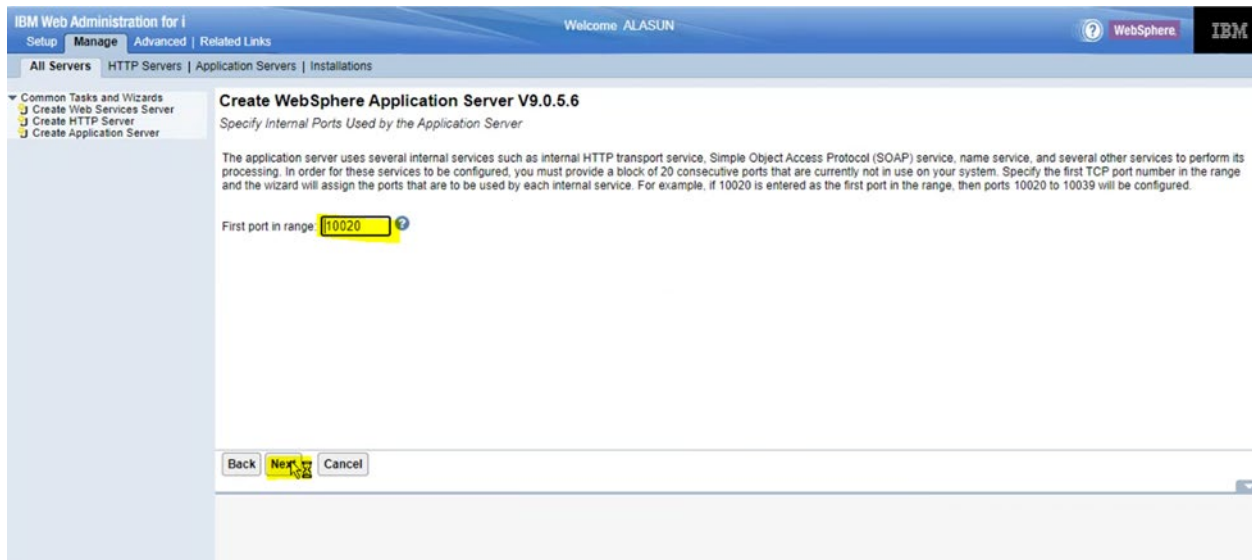 IBM Web Administration for i
Welcome ALASUN
? WebSphere. IBM
Setup Manage Advanced | Related Links
All Servers HTTP Servers | Application Servers | Installations
Common Tasks and Wizards
Create Web Services Server
Create HTTP Server
Create Application Server
Create WebSphere Application Server V9.0.5.6
Specify Internal Ports Used by the Application Server
The application server uses several internal services such as internal HTTP transport service, Simple Object Access Protocol (SOAP) service, name service, and several other services to perform its
processing. In order for these services to be configured, you must provide a block of 20 consecutive ports that are currently not in use on your system. Specify the first TCP port number in the range
and the wizard will assign the ports that are to be used by each internal service. For example, if 10020 is entered as the first port in the range, then ports 10020 to 10039 will be configured.
First port in range: 10020 ?
Back Next Cancel